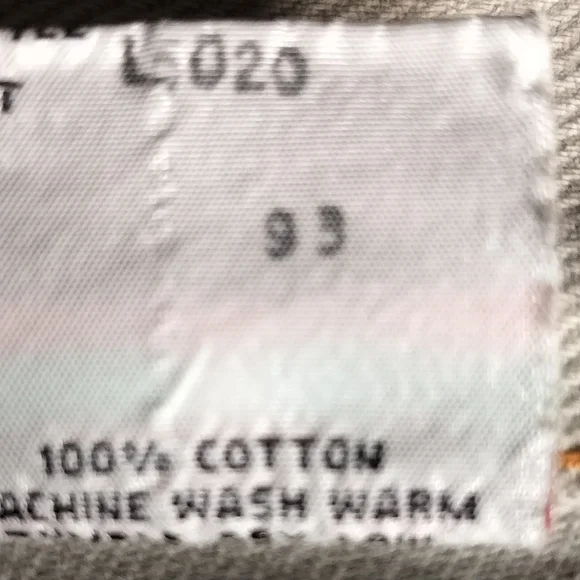 T L 020
93
100% COTTON
ACHINE WASH WARM